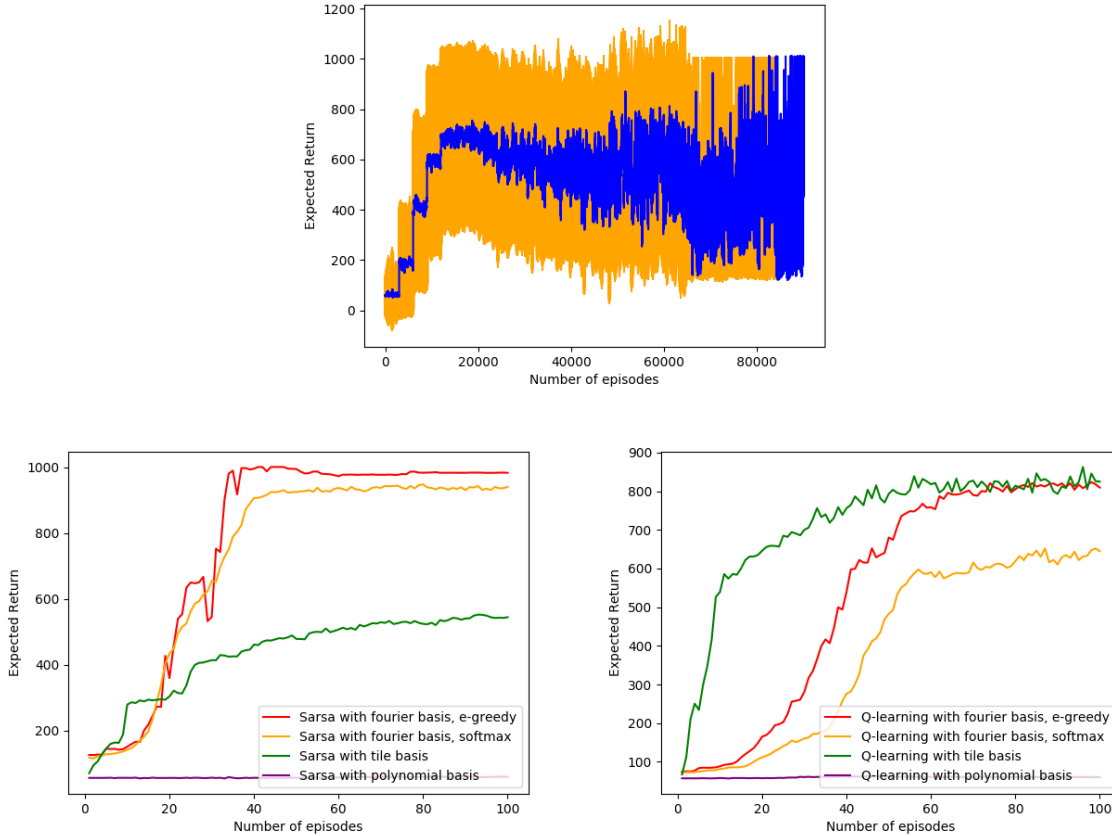 1200
1000
800
600
400
200
0
Expected Return
0
20000
40000
60000
80000
Number of episodes
1000
800
600
400
200
Expected Return
0
20
40
60
80
100
Number of episodes
Sarsa with fourier basis, e-greedy
Sarsa with fourier basis, softmax
Sarsa with tile basis
Sarsa with polynomial basis
900
800
700
600
500
400
300
200
100
Expected Return
0
20
40
60
80
100
Number of episodes
Q-learning with fourier basis, e-greedy
Q-learning with fourier basis, softmax
Q-learning with tile basis
Q-learning with polynomial basis